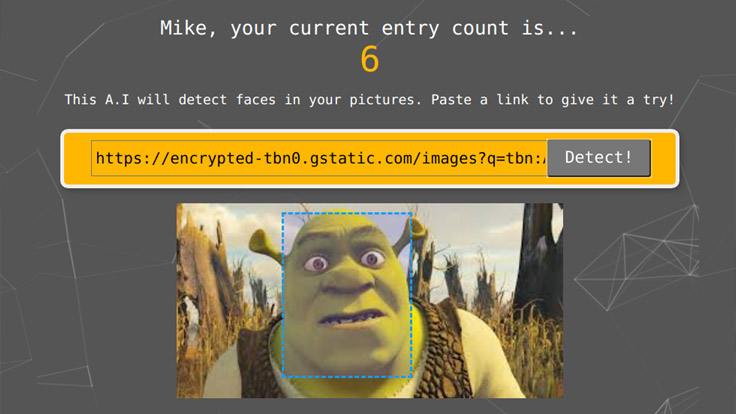 Mike, your current entry count is...
6
This A.I will detect faces in your pictures. Paste a link to give it a try!
https://encrypted-tbn0.gstatic.com/images?q=tbn:/ Detect!